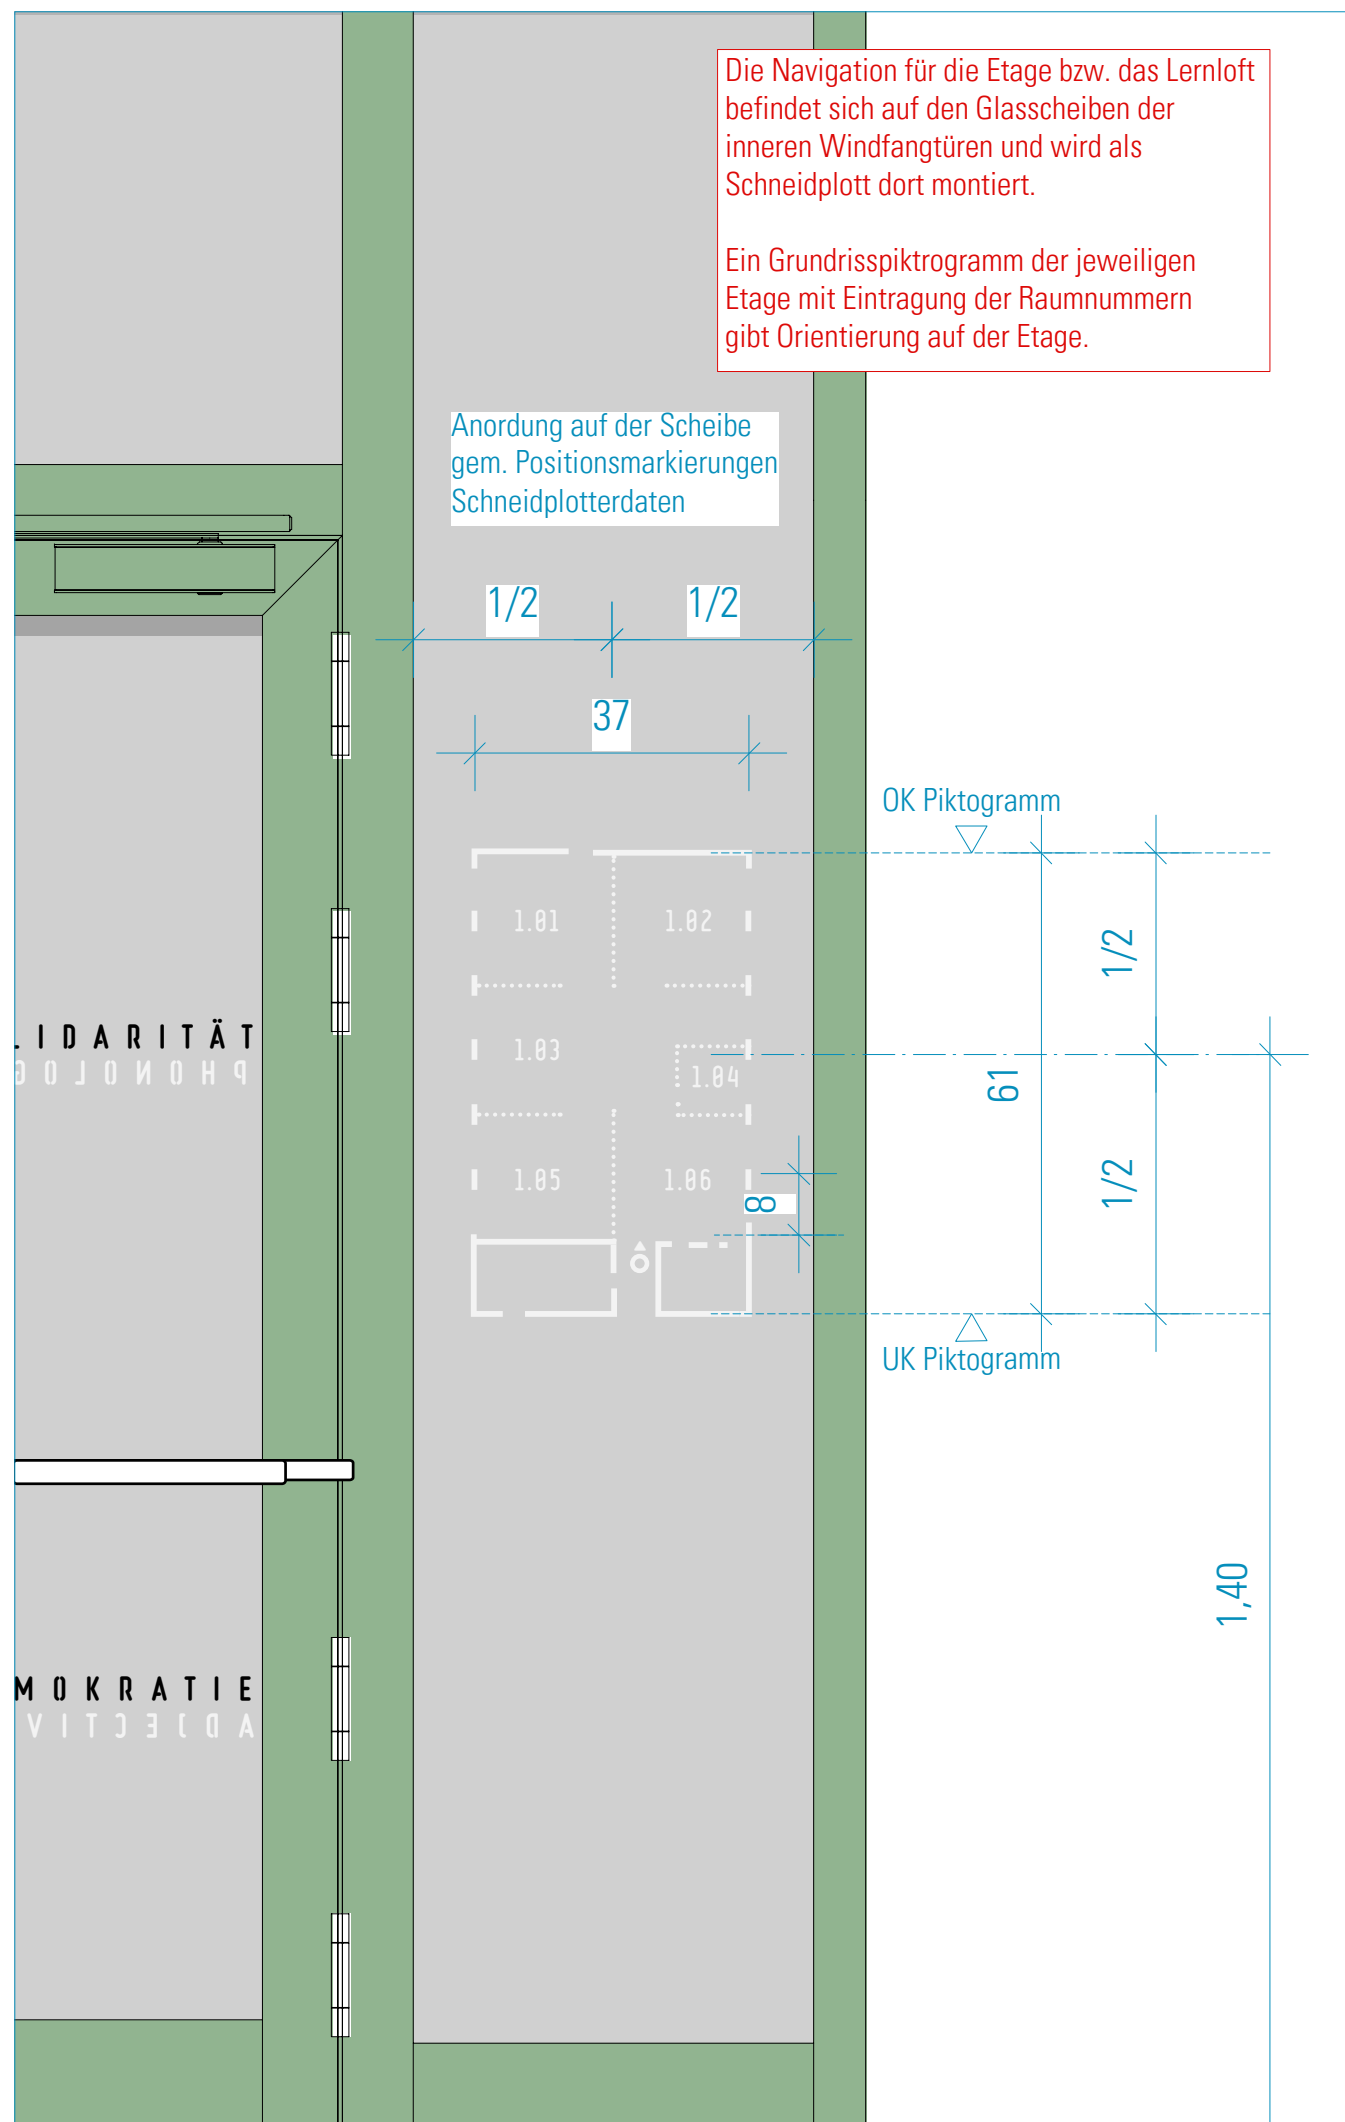 Die Navigation für die Etage bzw. das Lernloft
befindet sich auf den Glasscheiben der
inneren Windfangtüren und wird als
Schneidplott dort montiert.
Ein Grundrisspiktrogramm der jeweiligen
Etage mit Eintragung der Raumnummern
gibt Orientierung auf der Etage.
Anordung auf der Scheibe
gem. Positionsmarkierungen
Schneidplotterdaten
1/2 1/2
37
OK Piktogramm
1.01 1.02
1/2
LIDARITÄT
PHONOLOG
1.03
1.04
61
1.05 1.06
1/2
8
UK Piktogramm
1,40
MOKRATIE
ADJECTIV